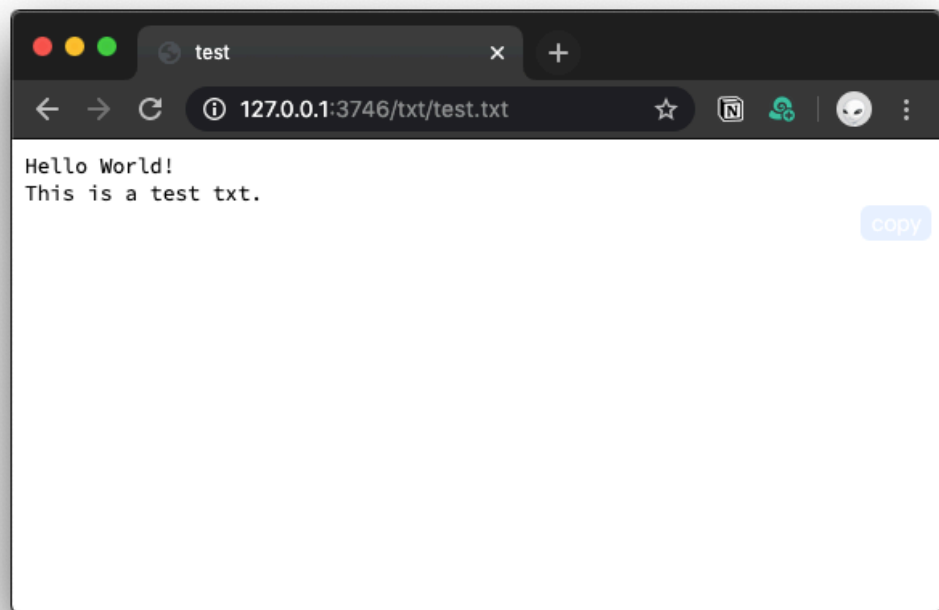 test
127.0.0.1:3746/txt/test.txt
Hello World!
This is a test txt.
copy